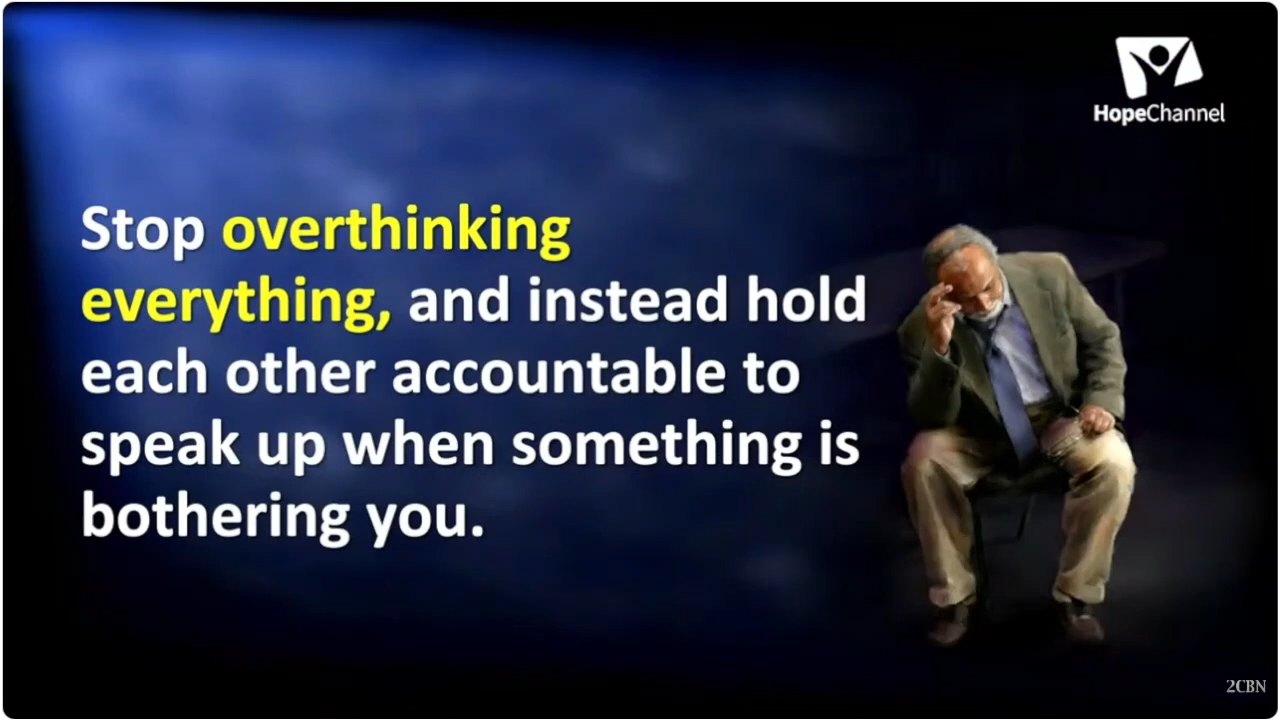 HopeChannel
Stop overthinking
everything, and instead hold
each other accountable to
speak up when something is
bothering you.
2CBN